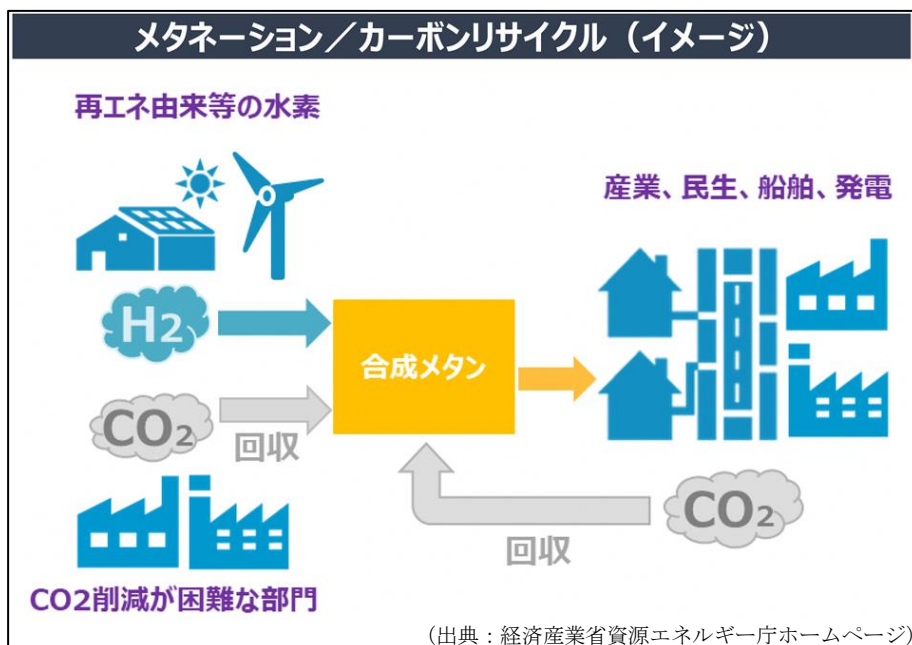 メタネーション／カーボンリサイクル（イメージ）
再エネ由来等の水素
産業、民生、船舶、発電
H2
合成メタン
CO2
回収
CO2
回収
CO2削減が困難な部門
（出典：経済産業省資源エネルギー庁ホームページ）